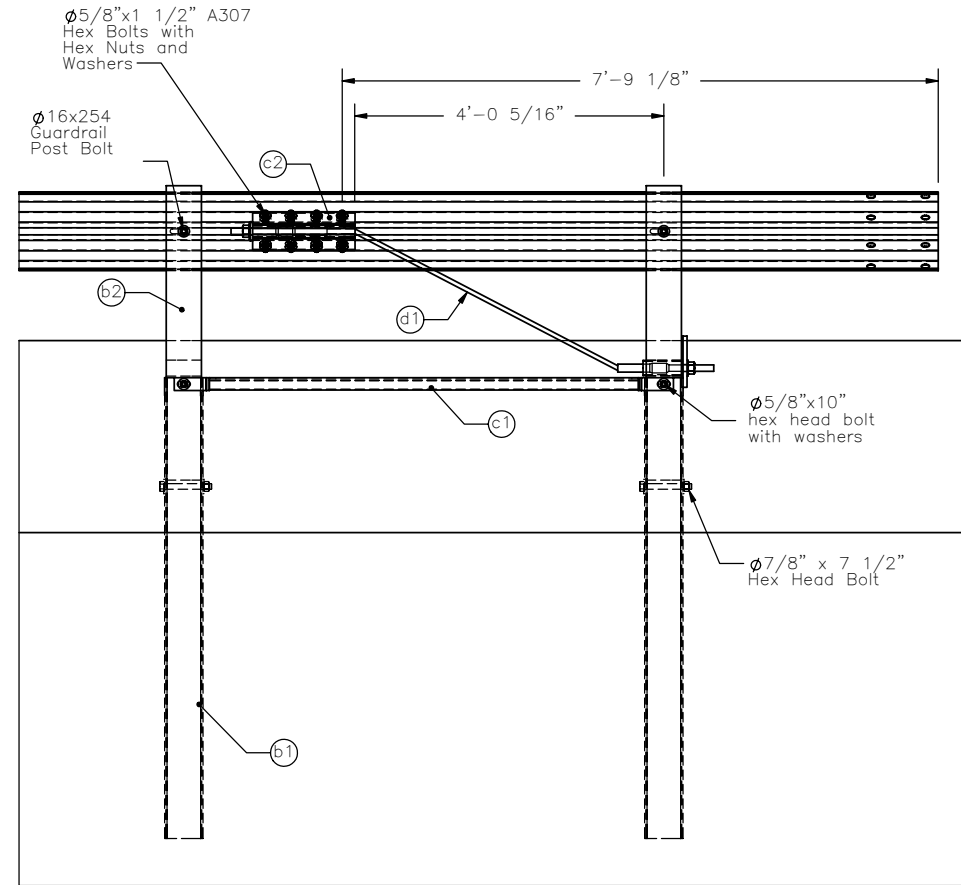 ϕ5/8”x1 1/2” A307
Hex Bolts with
Hex Nuts and
Washers
7’-9 1/8”
4’-0 5/16”
ϕ16x254
Guardrail
Post Bolt
c2
b2
d1
c1
ϕ5/8”x10”
hex head bolt
with washers
ϕ7/8” x 7 1/2”
Hex Head Bolt
b1